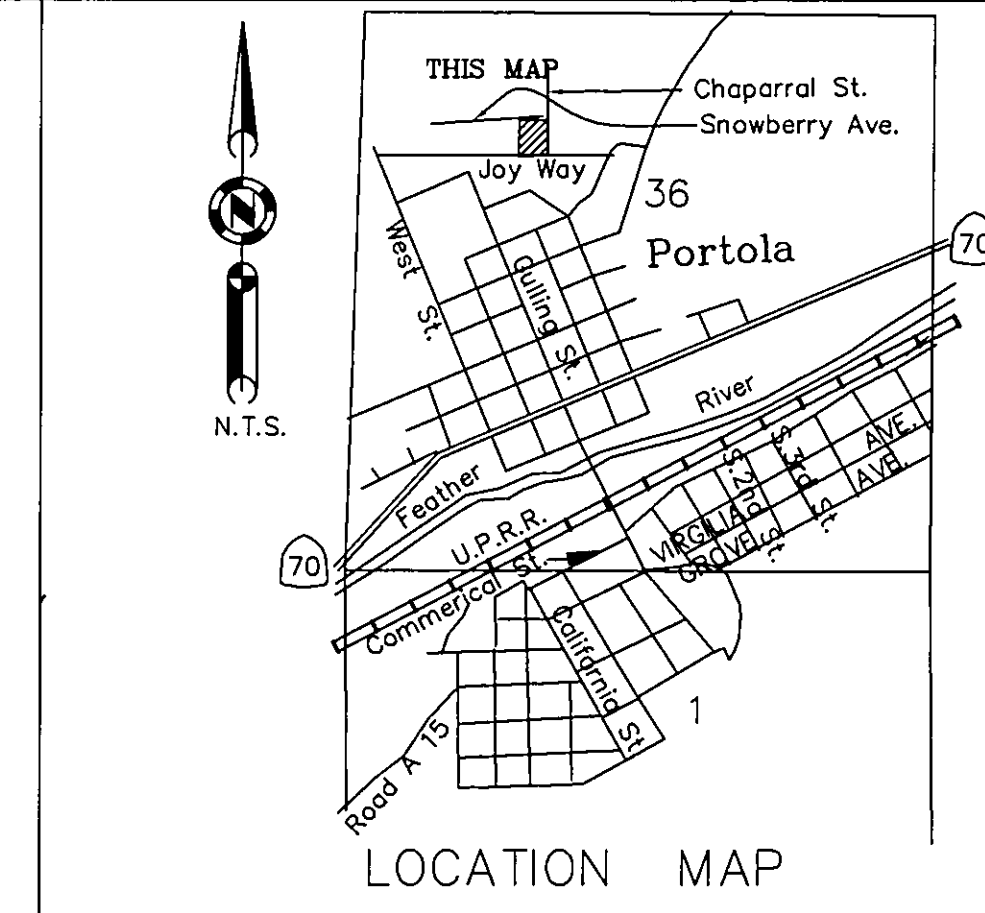 THIS MAP
Chaparral St.
Snowberry Ave.
Joy Way
36
West St.
Gulling St.
Portola
70
N
N.T.S.
River
Feather
S. 2nd St.
S. 3rd St.
AVE.
AVE.
VIRGILIA
GROVE
U.P.R.R.
70
Commerical St.
California St
1
Road A 15
LOCATION MAP